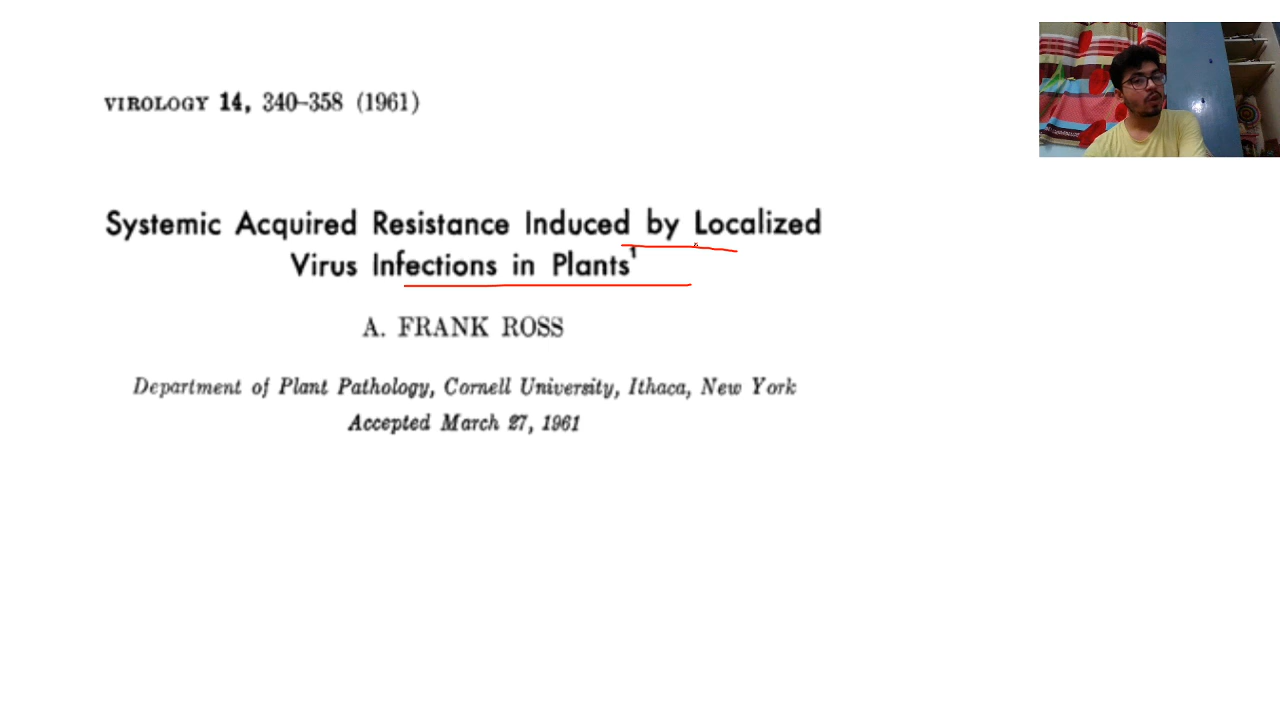 VIROLOGY 14, 340–358 (1961)
Systemic Acquired Resistance Induced by Localized
Virus Infections in Plants¹
A. FRANK ROSS
Department of Plant Pathology, Cornell University, Ithaca, New York
Accepted March 27, 1961